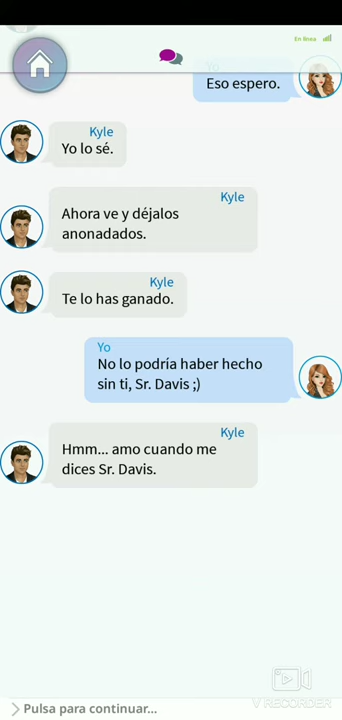 En línea
Yo
Eso espero.
Kyle
Yo lo sé.
Kyle
Ahora ve y déjalos
anonadados.
Kyle
Te lo has ganado.
Yo
No lo podría haber hecho
sin ti, Sr. Davis ;)
Kyle
Hmm... amo cuando me
dices Sr. Davis.
Pulsa para continuar...
V RECORDER